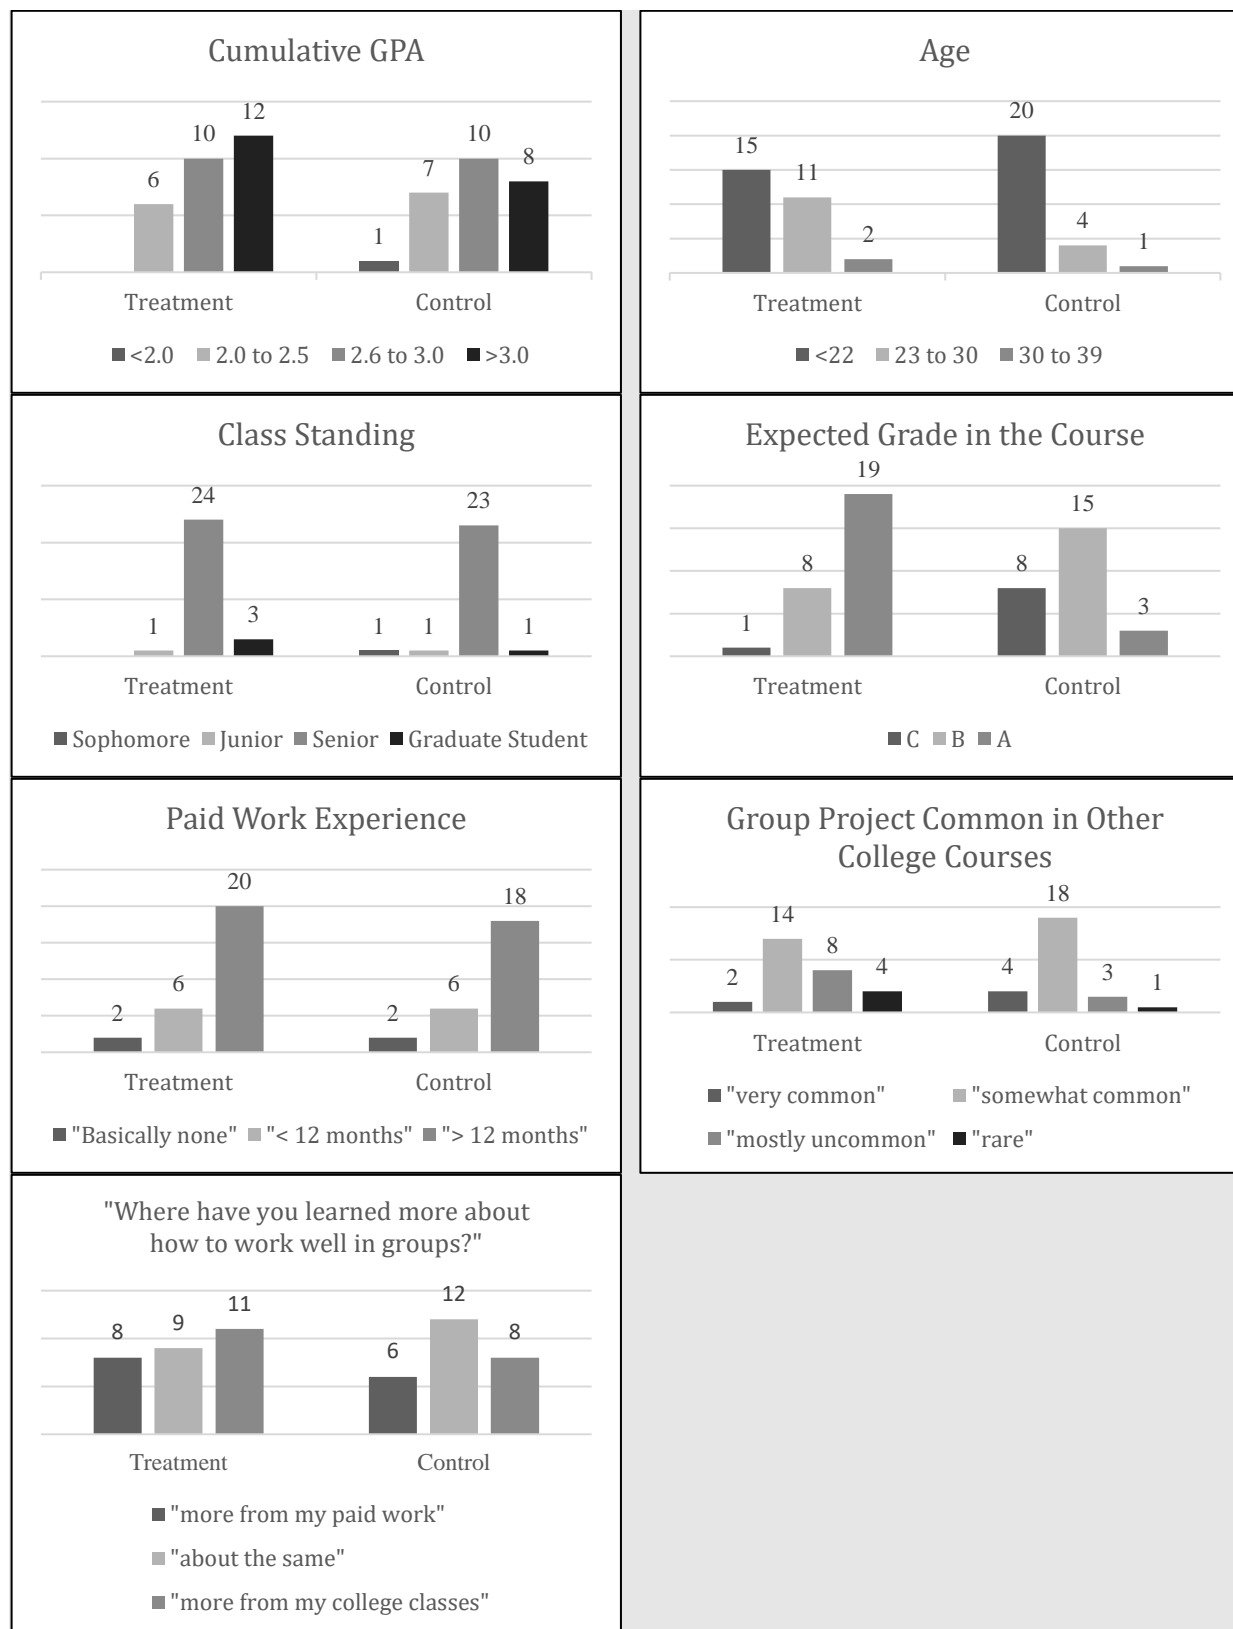 Cumulative GPA
12
10
10
8
7
6
1
Treatment Control
<2.0 2.0 to 2.5 2.6 to 3.0 >3.0
Age
20
15
11
4
2
1
Treatment Control
<22 23 to 30 30 to 39
Class Standing
24
23
3
1
1 1
1
Treatment Control
Sophomore Junior Senior Graduate Student
Expected Grade in the Course
19
15
8
8
3
1
Treatment Control
C B A
Paid Work Experience
20
18
6
6
2
2
Treatment Control
"Basically none" "< 12 months" "> 12 months"
Group Project Common in Other
College Courses
18
14
8
4
4
3
2
1
Treatment Control
"very common" "somewhat common"
"mostly uncommon" "rare"
"Where have you learned more about
how to work well in groups?"
12
11
9
8
8
6
Treatment Control
"more from my paid work"
"about the same"
"more from my college classes"